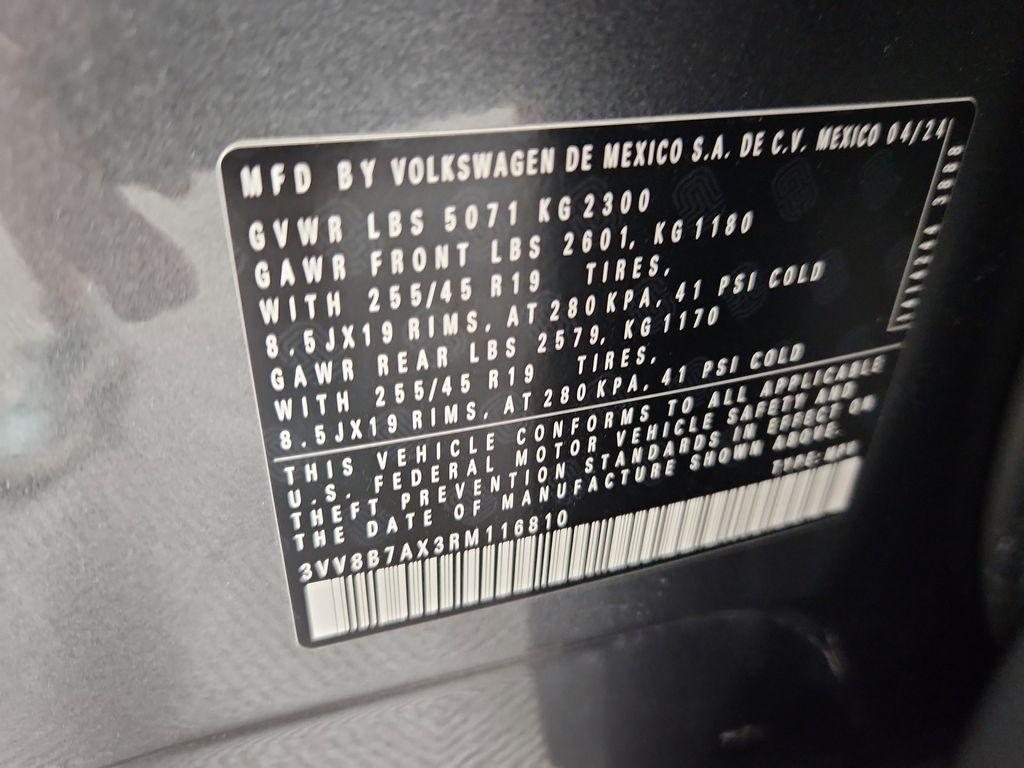 MFD BY VOLKSWAGEN DE MEXICO S.A. DE C.V. MEXICO 04/24
GVWR LBS 5071 KG 2300
GAWR FRONT LBS 2601, KG 1180
WITH 255/45 R19 TIRES,
8.5JX19 RIMS, AT 280 KPA, 41 PSI COLD
GAWR REAR LBS 2579, KG 1170
WITH 255/45 R19 TIRES,
8.5JX19 RIMS, AT 280 KPA, 41 PSI COLD
THIS VEHICLE CONFORMS TO ALL APPLICABLE
U.S. FEDERAL MOTOR VEHICLE SAFETY AND
THEFT PREVENTION STANDARDS IN EFFECT ON
THE DATE OF MANUFACTURE SHOWN ABOVE.
TYPE:
3VV8B7AX3RM116810